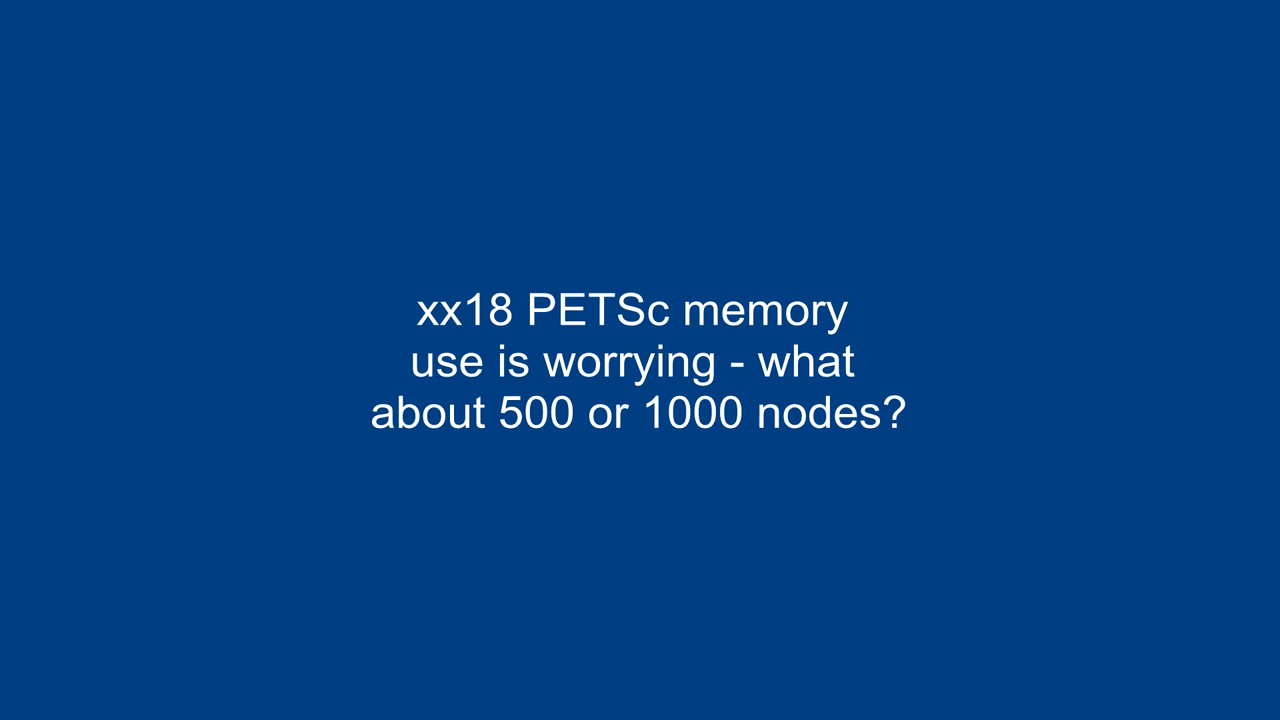 xx18 PETSc memory
use is worrying - what
about 500 or 1000 nodes?